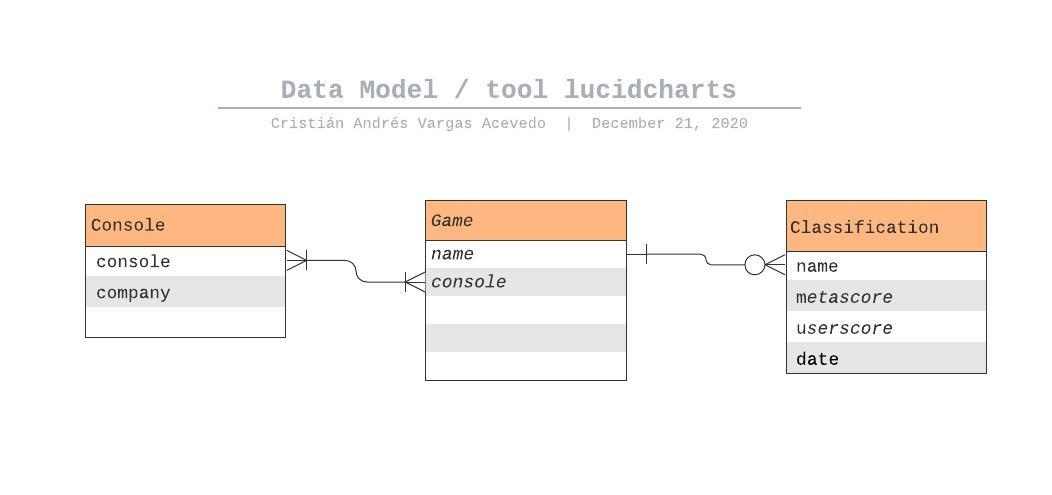 Data Model / tool lucidcharts
Cristián Andrés Vargas Acevedo | December 21, 2020
Console
console
company
Game
name
console
Classification
name
metascore
userscore
date